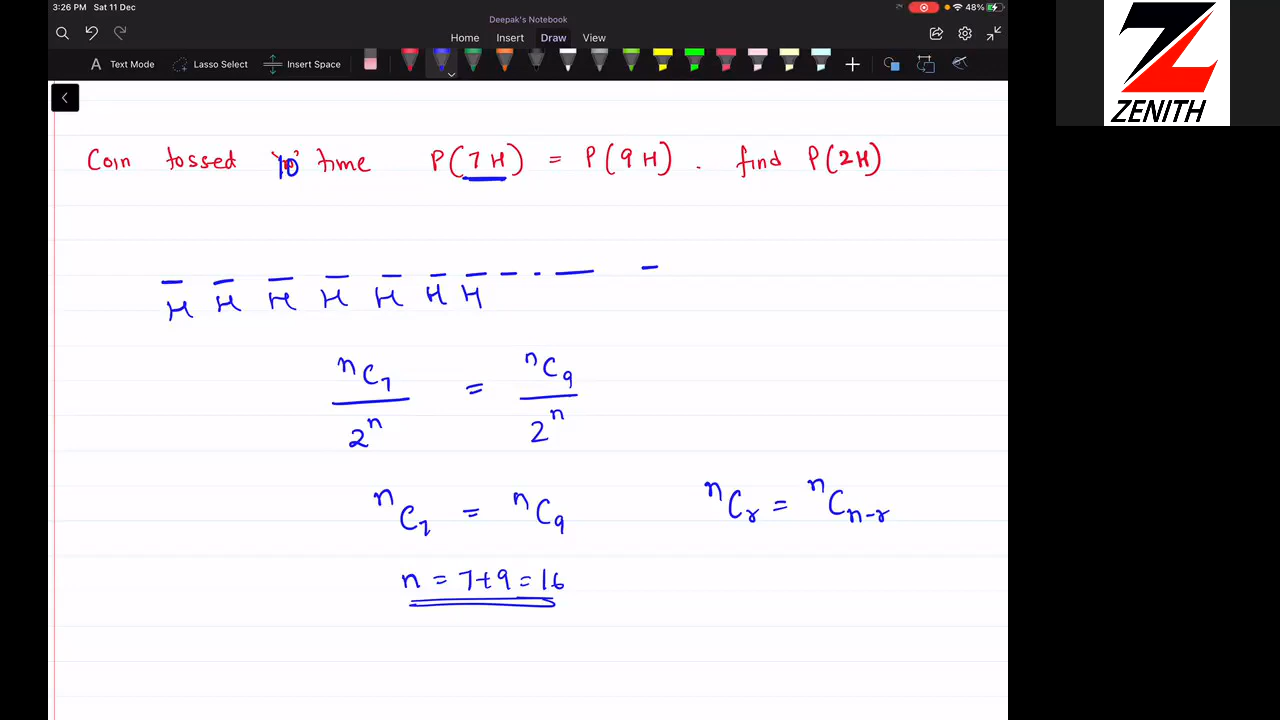 3:26 PM Sat 11 Dec 48%
Deepak's Notebook
Home Insert Draw View
A Text Mode Lasso Select Insert Space
ZENITH
Coin tossed 10 time P(7H) = P(9H). find P(2H)
H H H H H H H
ⁿC₇ / 2ⁿ = ⁿC₉ / 2ⁿ
ⁿC₇ = ⁿC₉ ⁿCᵣ = ⁿCₙ₋ᵣ
n = 7+9 = 16